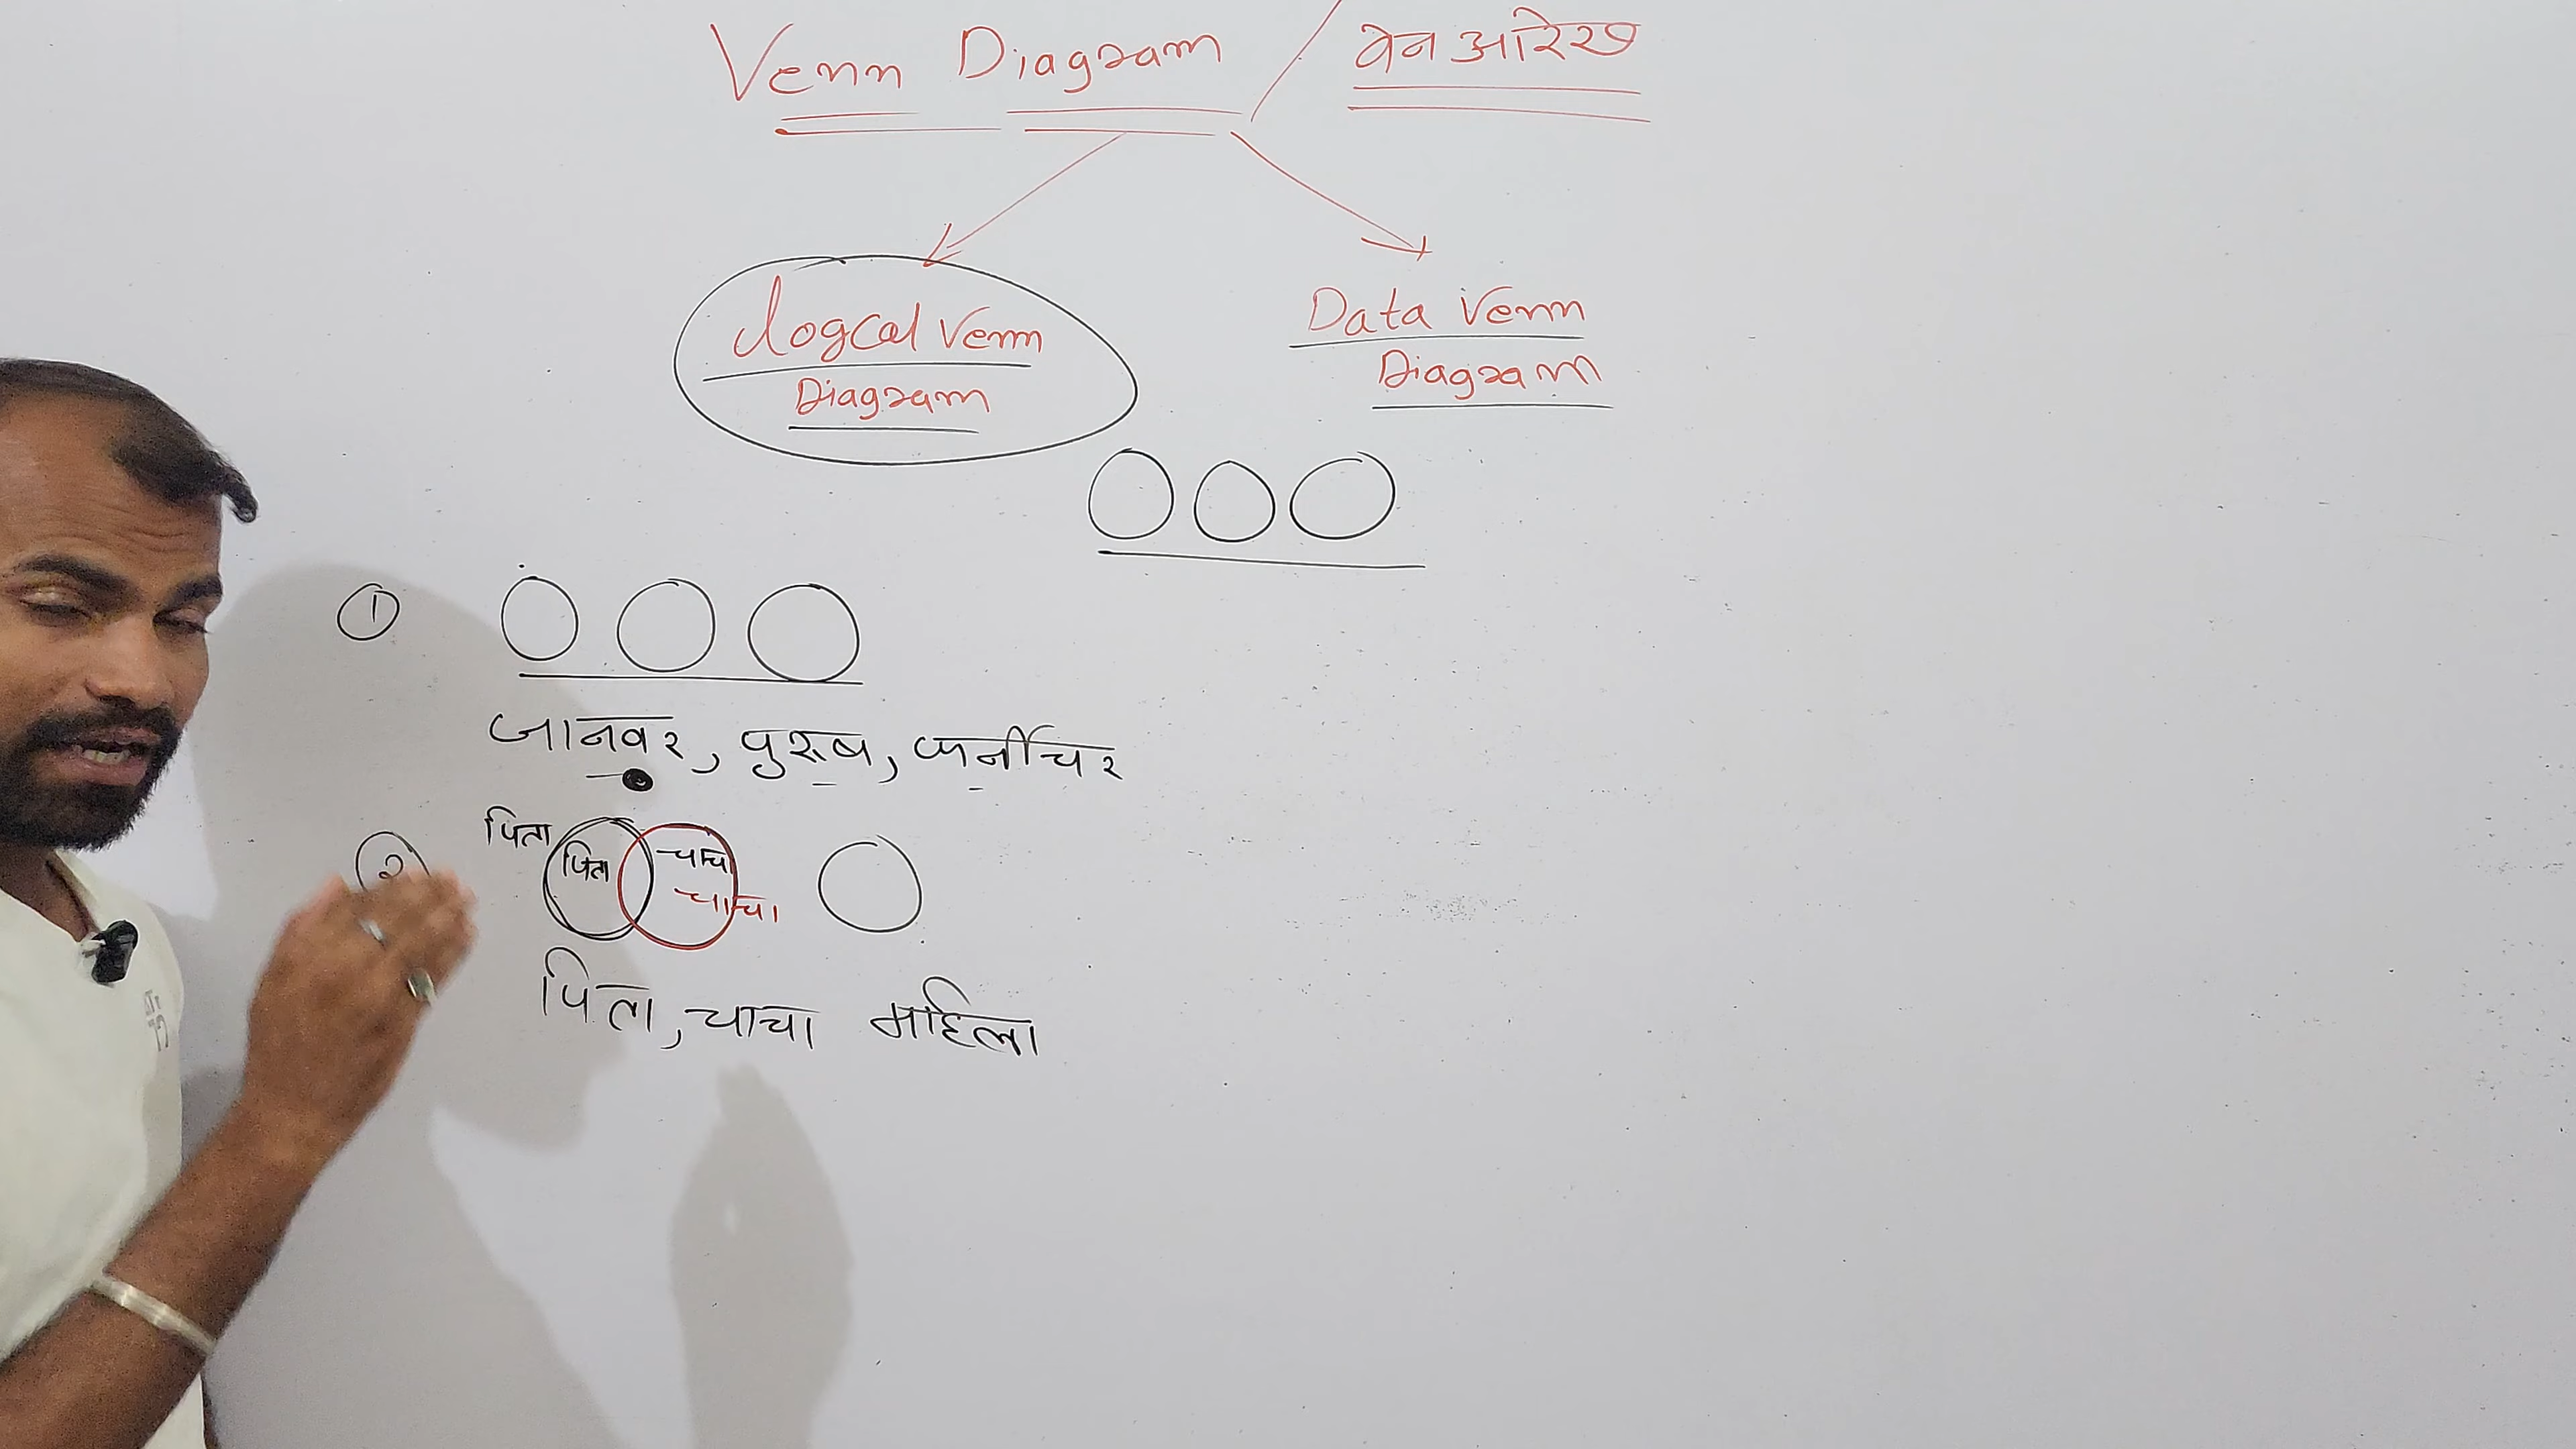 Venn Diagram / वेन आरेख
logcal Venn
Diagram
Data Venn
Diagram
1
जानवर, पुरुष, फर्नीचर
2
पिता
पिता
चाचा
चाचा
पिता, चाचा महिला